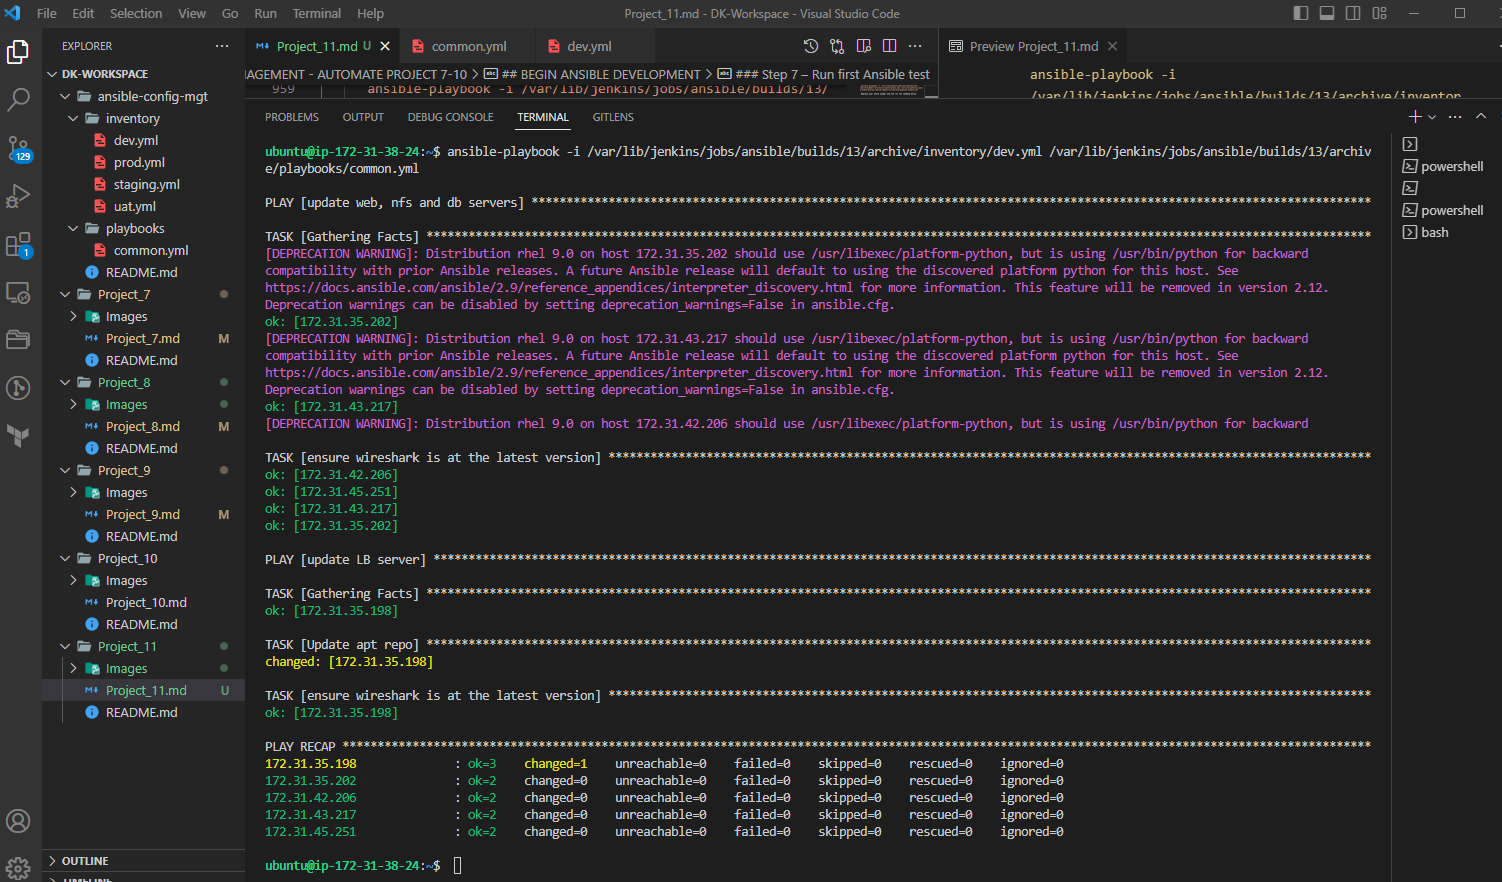 File Edit Selection View Go Run Terminal Help
Project_11.md - DK-Workspace - Visual Studio Code
EXPLORER
DK-WORKSPACE
ansible-config-mgt
inventory
dev.yml
prod.yml
staging.yml
uat.yml
playbooks
common.yml
README.md
Project_7
Images
Project_7.md M
README.md
Project_8
Images
Project_8.md M
README.md
Project_9
Images
Project_9.md M
README.md
Project_10
Images
Project_10.md
README.md
Project_11
Images
Project_11.md U
README.md
OUTLINE
TIMELINE
129
1
Project_11.md U
common.yml
dev.yml
Preview Project_11.md
AGEMENT - AUTOMATE PROJECT 7-10 > ## BEGIN ANSIBLE DEVELOPMENT > ### Step 7 – Run first Ansible test
959 ansible-playbook -i /var/lib/jenkins/jobs/ansible/builds/13/
ansible-playbook -i
/var/lib/jenkins/jobs/ansible/builds/13/archive/inventor
PROBLEMS OUTPUT DEBUG CONSOLE TERMINAL GITLENS
ubuntu@ip-172-31-38-24:~$ ansible-playbook -i /var/lib/jenkins/jobs/ansible/builds/13/archive/inventory/dev.yml /var/lib/jenkins/jobs/ansible/builds/13/archiv
e/playbooks/common.yml
PLAY [update web, nfs and db servers] ************************************************************************************************************************
TASK [Gathering Facts] ***************************************************************************************************************************************
[DEPRECATION WARNING]: Distribution rhel 9.0 on host 172.31.35.202 should use /usr/libexec/platform-python, but is using /usr/bin/python for backward
compatibility with prior Ansible releases. A future Ansible release will default to using the discovered platform python for this host. See
https://docs.ansible.com/ansible/2.9/reference_appendices/interpreter_discovery.html for more information. This feature will be removed in version 2.12.
Deprecation warnings can be disabled by setting deprecation_warnings=False in ansible.cfg.
ok: [172.31.35.202]
[DEPRECATION WARNING]: Distribution rhel 9.0 on host 172.31.43.217 should use /usr/libexec/platform-python, but is using /usr/bin/python for backward
compatibility with prior Ansible releases. A future Ansible release will default to using the discovered platform python for this host. See
https://docs.ansible.com/ansible/2.9/reference_appendices/interpreter_discovery.html for more information. This feature will be removed in version 2.12.
Deprecation warnings can be disabled by setting deprecation_warnings=False in ansible.cfg.
ok: [172.31.43.217]
[DEPRECATION WARNING]: Distribution rhel 9.0 on host 172.31.42.206 should use /usr/libexec/platform-python, but is using /usr/bin/python for backward
TASK [ensure wireshark is at the latest version] *************************************************************************************************************
ok: [172.31.42.206]
ok: [172.31.45.251]
ok: [172.31.43.217]
ok: [172.31.35.202]
PLAY [update LB server] **************************************************************************************************************************************
TASK [Gathering Facts] ***************************************************************************************************************************************
ok: [172.31.35.198]
TASK [Update apt repo] ***************************************************************************************************************************************
changed: [172.31.35.198]
TASK [ensure wireshark is at the latest version] *************************************************************************************************************
ok: [172.31.35.198]
PLAY RECAP ***************************************************************************************************************************************************
172.31.35.198 : ok=3 changed=1 unreachable=0 failed=0 skipped=0 rescued=0 ignored=0
172.31.35.202 : ok=2 changed=0 unreachable=0 failed=0 skipped=0 rescued=0 ignored=0
172.31.42.206 : ok=2 changed=0 unreachable=0 failed=0 skipped=0 rescued=0 ignored=0
172.31.43.217 : ok=2 changed=0 unreachable=0 failed=0 skipped=0 rescued=0 ignored=0
172.31.45.251 : ok=2 changed=0 unreachable=0 failed=0 skipped=0 rescued=0 ignored=0
ubuntu@ip-172-31-38-24:~$
powershell
powershell
bash